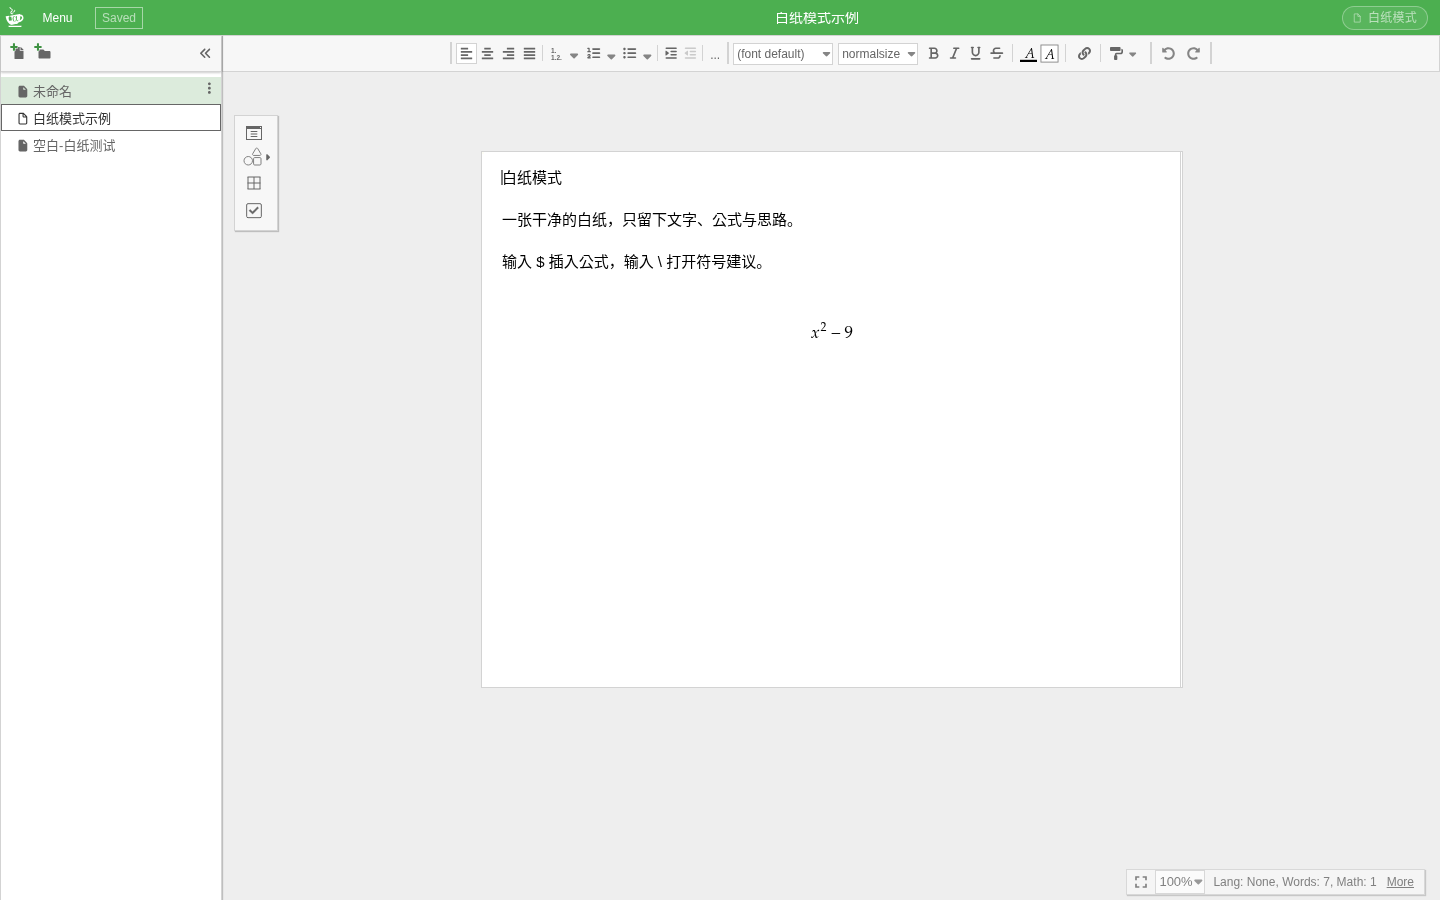 Menu
Saved
白纸模式示例
白纸模式
(font default)
normalsize
...
未命名
白纸模式示例
空白-白纸测试
白纸模式
一张干净的白纸，只留下文字、公式与思路。
输入 $ 插入公式，输入 \ 打开符号建议。
x² – 9
100%
Lang: None, Words: 7, Math: 1
More